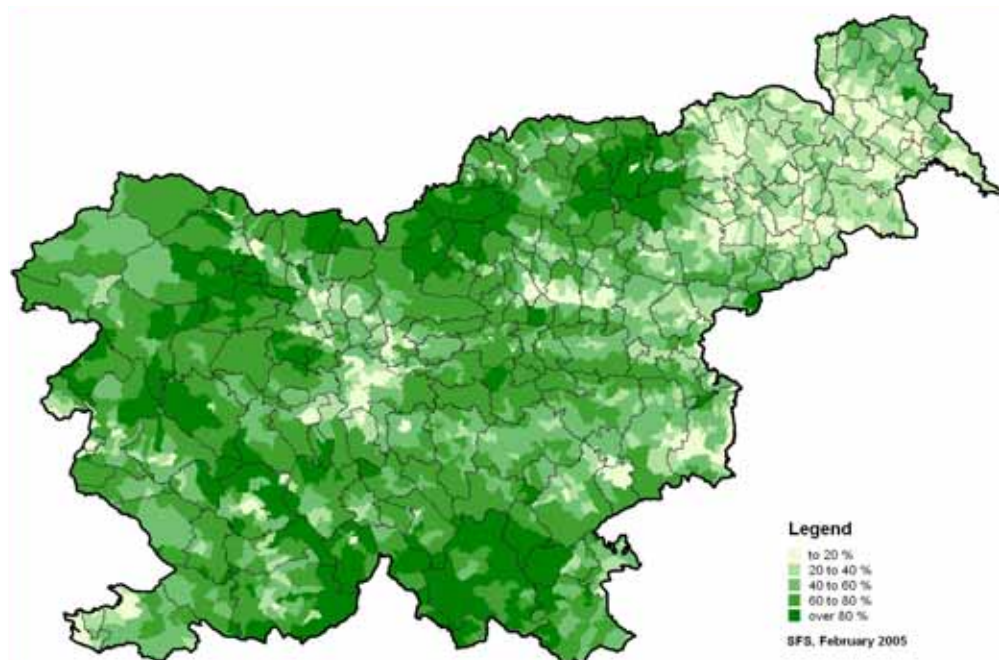 Legend
to 20 %
20 to 40 %
40 to 60 %
60 to 80 %
over 80 %
SFS, February 2005